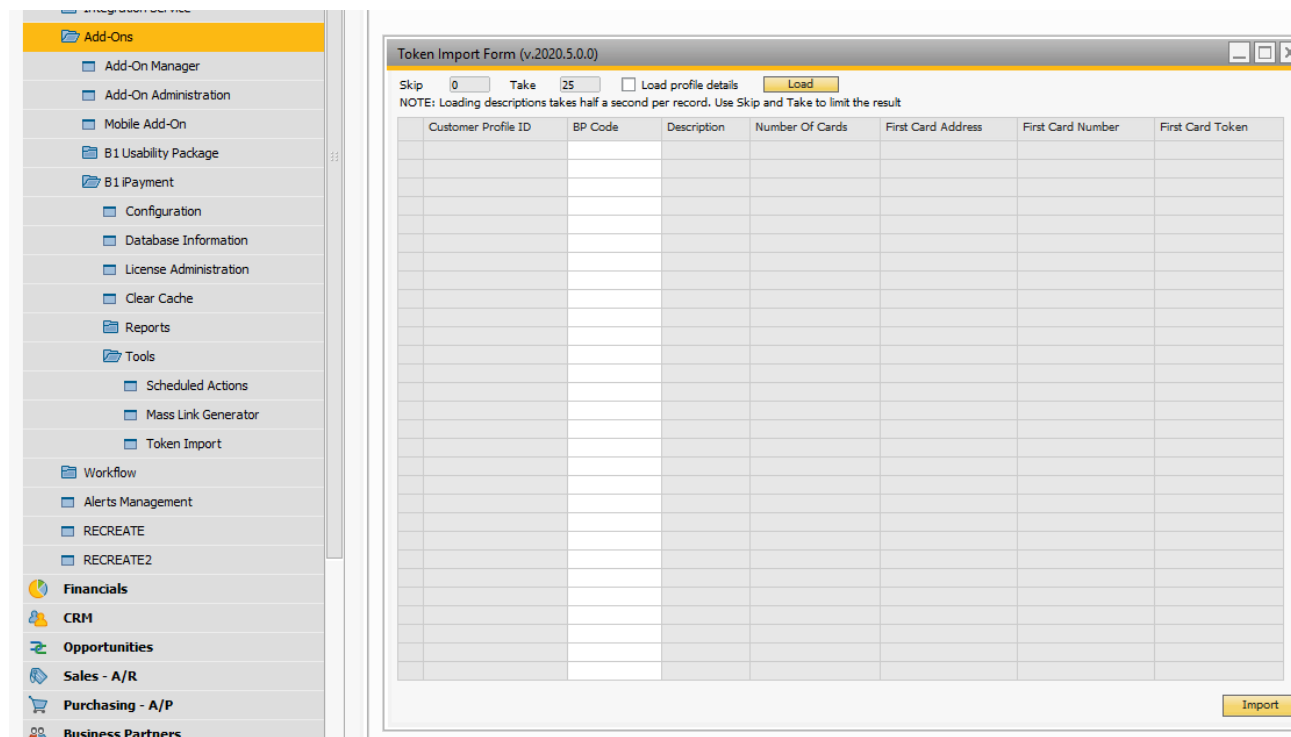 Integration Service
Add-Ons
Add-On Manager
Add-On Administration
Mobile Add-On
B1 Usability Package
B1 iPayment
Configuration
Database Information
License Administration
Clear Cache
Reports
Tools
Scheduled Actions
Mass Link Generator
Token Import
Workflow
Alerts Management
RECREATE
RECREATE2
Financials
CRM
Opportunities
Sales - A/R
Purchasing - A/P
Business Partners
Token Import Form (v.2020.5.0.0)
Skip 0 Take 25 Load profile details Load
NOTE: Loading descriptions takes half a second per record. Use Skip and Take to limit the result
Customer Profile ID BP Code Description Number Of Cards First Card Address First Card Number First Card Token
Import